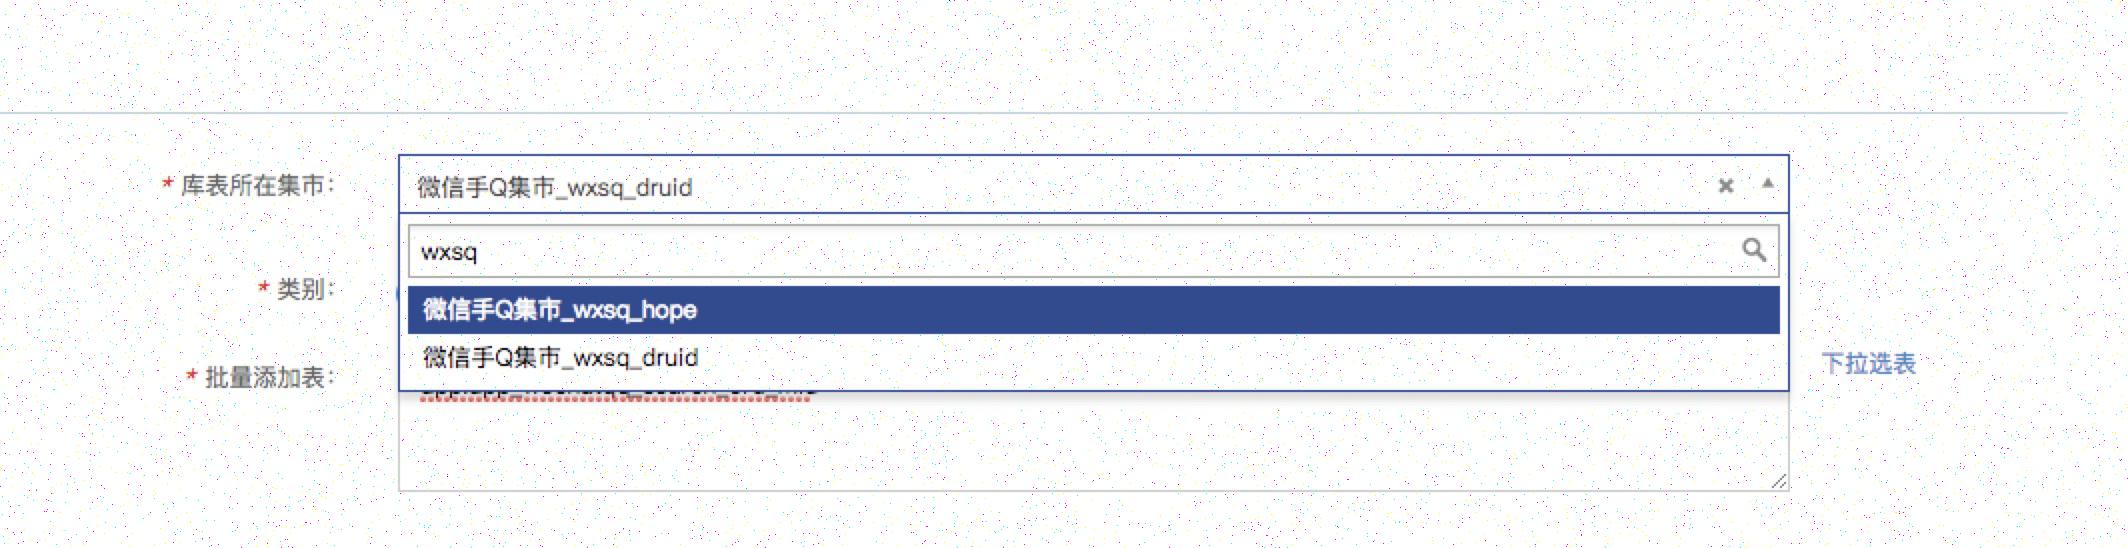 * 库表所在集市：
微信手Q集市_wxsq_druid
wxsq
* 类别：
微信手Q集市_wxsq_hope
微信手Q集市_wxsq_druid
* 批量添加表：
下拉选表